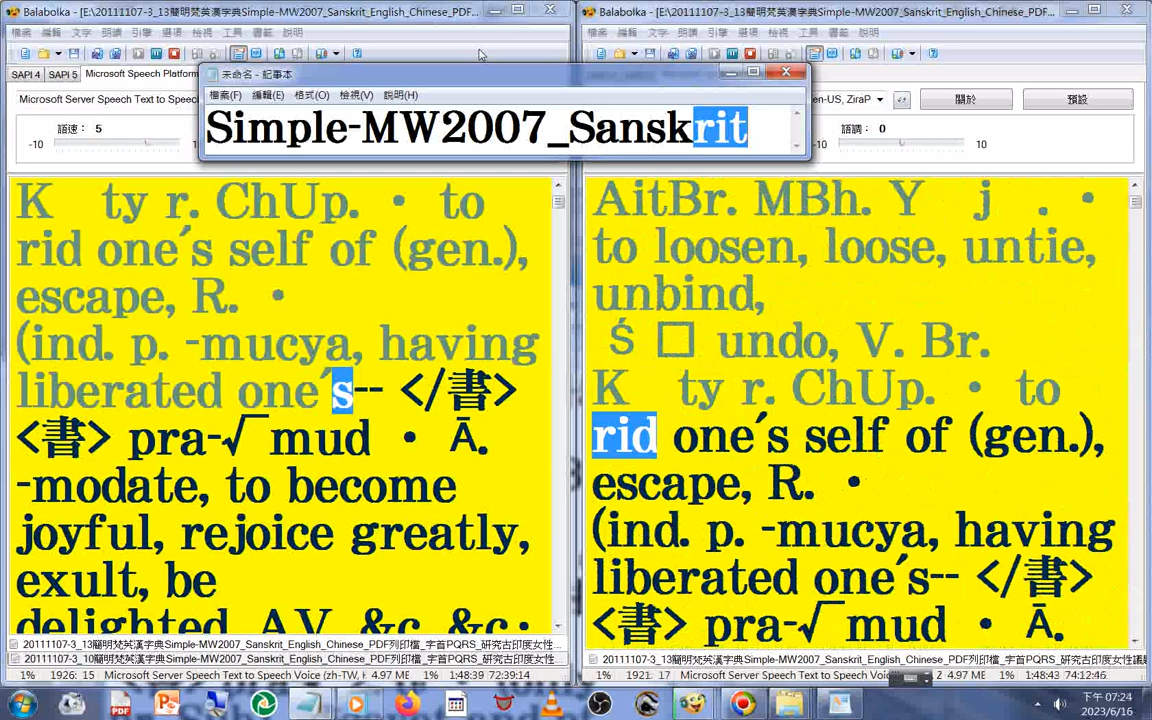 Balabolka - [E:\20111107-3_13簡明梵英漢字典Simple-MW2007_Sanskrit_English_Chinese_PDF...
檔案 編輯 文字 朗讀 引擎 選項 檢視 工具 書籤 說明
SAPI 4 SAPI 5 Microsoft Speech Platform
Microsoft Server Speech Text to Speec
語速： 5
-10
K ty r. ChUp. • to
rid one´s self of (gen.),
escape, R. •
(ind. p. -mucya, having
liberated one´s-- </書>
<書> pra-√ mud • Ā.
-modate, to become
joyful, rejoice greatly,
exult, be
delighted, AV. &c. &c.;
20111107-3_13簡明梵英漢字典Simple-MW2007_Sanskrit_English_Chinese_PDF列印檔_字首PQRS_研究古印度女性...
20111107-3_10簡明梵英漢字典Simple-MW2007_Sanskrit_English_Chinese_PDF列印檔_字首PQRS_研究古印度女性...
1% 1926: 15 Microsoft Server Speech Text to Speech Voice (zh-TW, H 4.97 MB 1:48:39 72:39:14
未命名 - 記事本
檔案(F) 編輯(E) 格式(O) 檢視(V) 說明(H)
Simple-MW2007_Sanskrit
Balabolka - [E:\20111107-3_13簡明梵英漢字典Simple-MW2007_Sanskrit_English_Chinese_PDF...
檔案 編輯 文字 朗讀 引擎 選項 檢視 工具 書籤 說明
en-US, ZiraP
關於
預設
語調： 0
10
AitBr. MBh. Y j . •
to loosen, loose, untie,
unbind,
Ś □ undo, V. Br.
K ty r. ChUp. • to
rid one´s self of (gen.),
escape, R. •
(ind. p. -mucya, having
liberated one´s-- </書>
<書> pra-√ mud • Ā.
20111107-3_13簡明梵英漢字典Simple-MW2007_Sanskrit_English_Chinese_PDF列印檔_字首PQRS_研究古印度女性議
1% 1921: 17 Microsoft Server Speech Text to Speech Voice Z 4.97 MB 1:48:43 74:12:46
下午 07:24
2023/6/16